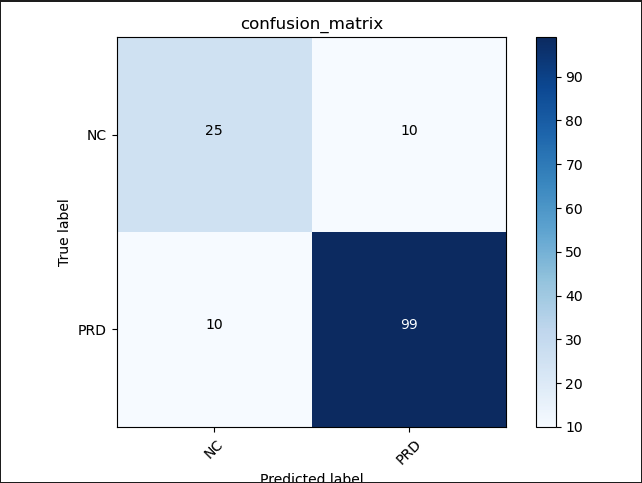 confusion_matrix
NC
25
10
PRD
10
99
True label
NC
PRD
Predicted label
90
80
70
60
50
40
30
20
10